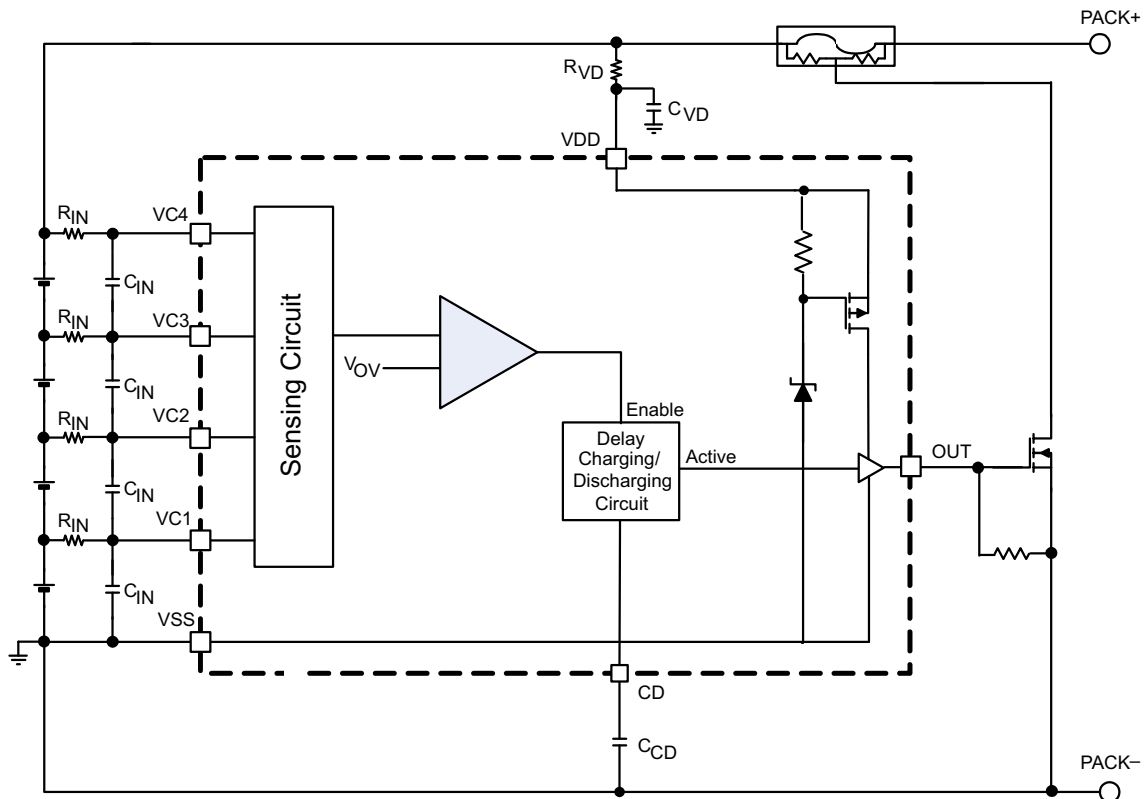 PACK+
RVD
CVD
VDD
RIN
VC4
CIN
RIN
VC3
CIN
RIN
VC2
CIN
RIN
VC1
CIN
VSS
Sensing Circuit
VOV
Enable
Delay
Charging/
Discharging
Circuit
Active
OUT
CD
CCD
PACK–